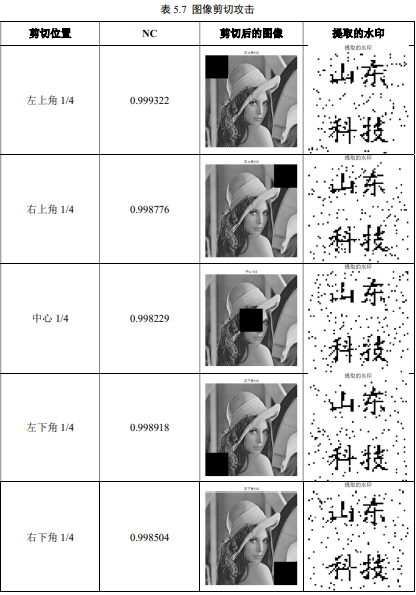 表 5.7 图像剪切攻击
剪切位置 NC 剪切后的图像 提取的水印
左上角 1/4 0.999322
提取的水印
山东
科技
右上角 1/4 0.998776
提取的水印
山东
科技
中心 1/4 0.998229
中心1/4
提取的水印
山东
科技
左下角 1/4 0.998918
提取的水印
山东
科技
右下角 1/4 0.998504
提取的水印
山东
科技